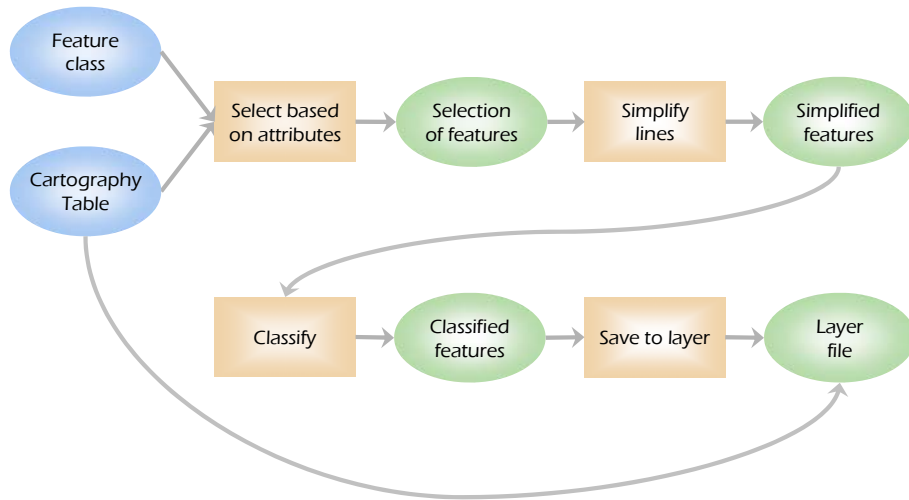 Feature
class
Select based
on attributes
Selection
of features
Simplify
lines
Simplified
features
Cartography
Table
Classify
Classified
features
Save to layer
Layer
file